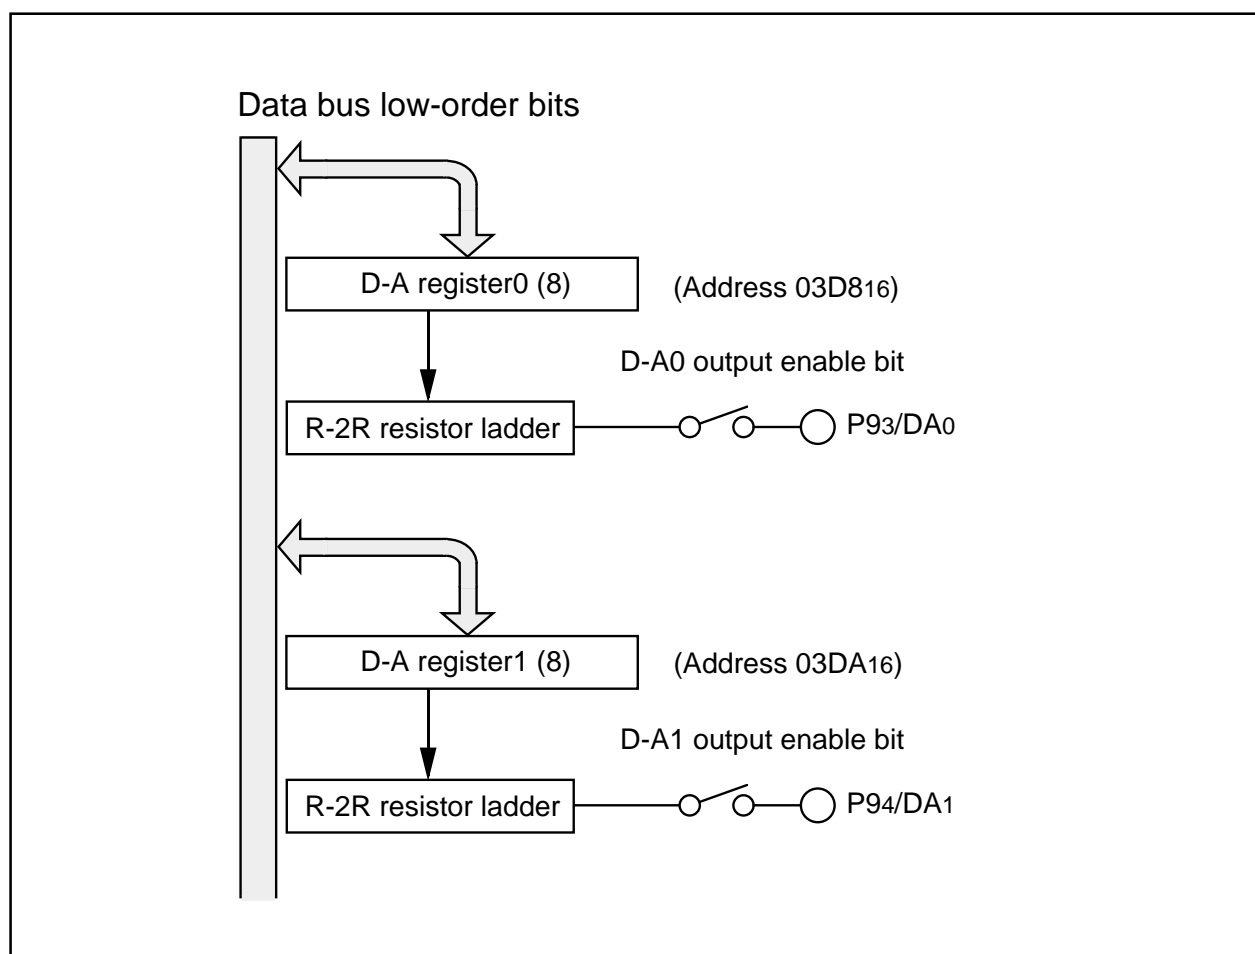 Data bus low-order bits
D-A register0 (8)
(Address 03D816)
D-A0 output enable bit
R-2R resistor ladder
P93/DA0
D-A register1 (8)
(Address 03DA16)
D-A1 output enable bit
R-2R resistor ladder
P94/DA1